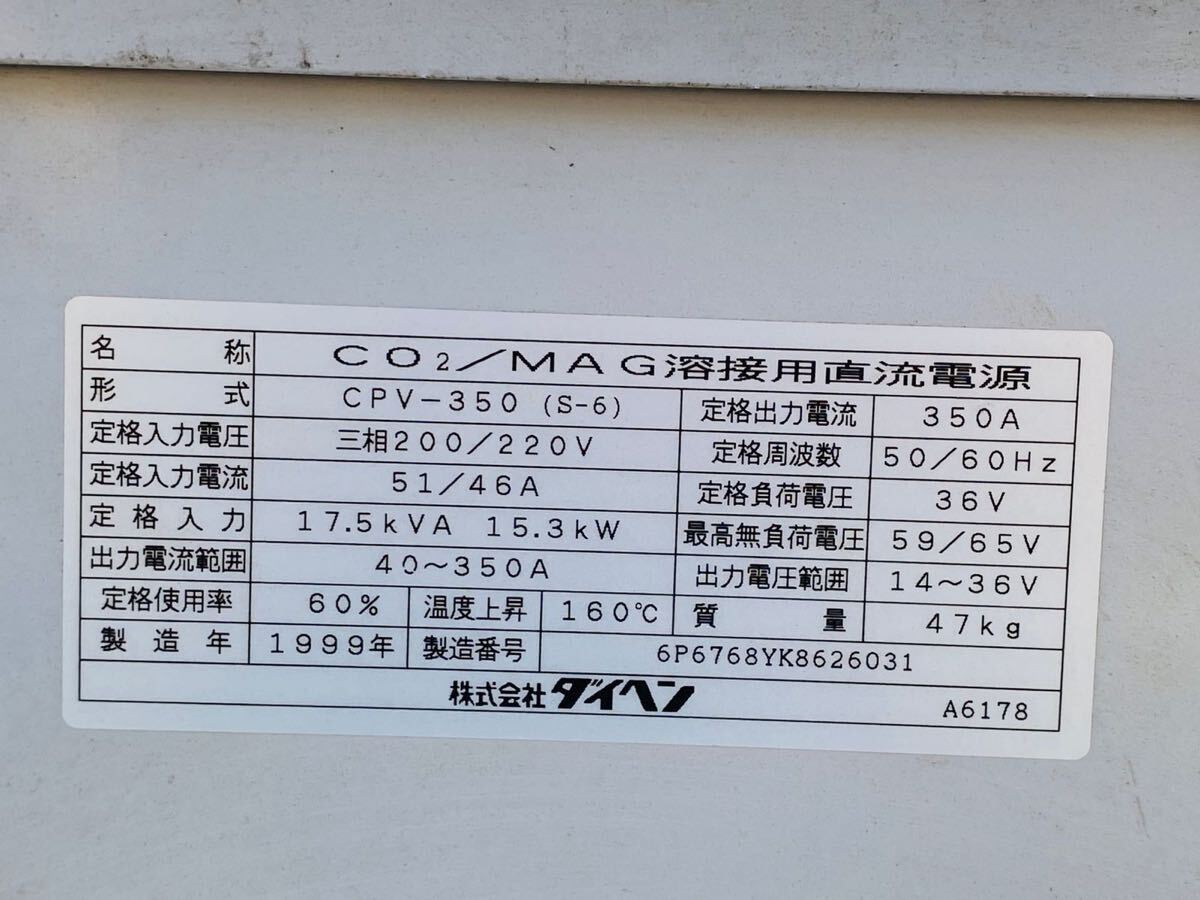 名称 CO2/MAG溶接用直流電源
形式 CPV-350 (S-6) 定格出力電流 350A
定格入力電圧 三相200/220V 定格周波数 50/60Hz
定格入力電流 51/46A 定格負荷電圧 36V
定格入力 17.5kVA 15.3kW 最高無負荷電圧 59/65V
出力電流範囲 40~350A 出力電圧範囲 14~36V
定格使用率 60% 温度上昇 160℃ 質量 47kg
製造年 1999年 製造番号 6P6768YK8626031
株式会社ダイヘン A6178